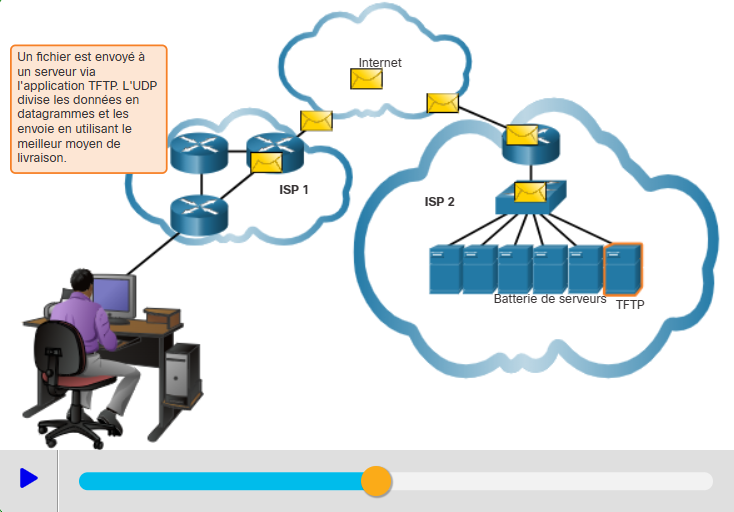 Un fichier est envoyé à
un serveur via
l'application TFTP. L'UDP
divise les données en
datagrammes et les
envoie en utilisant le
meilleur moyen de
livraison.
Internet
ISP 1
ISP 2
Batterie de serveurs
TFTP